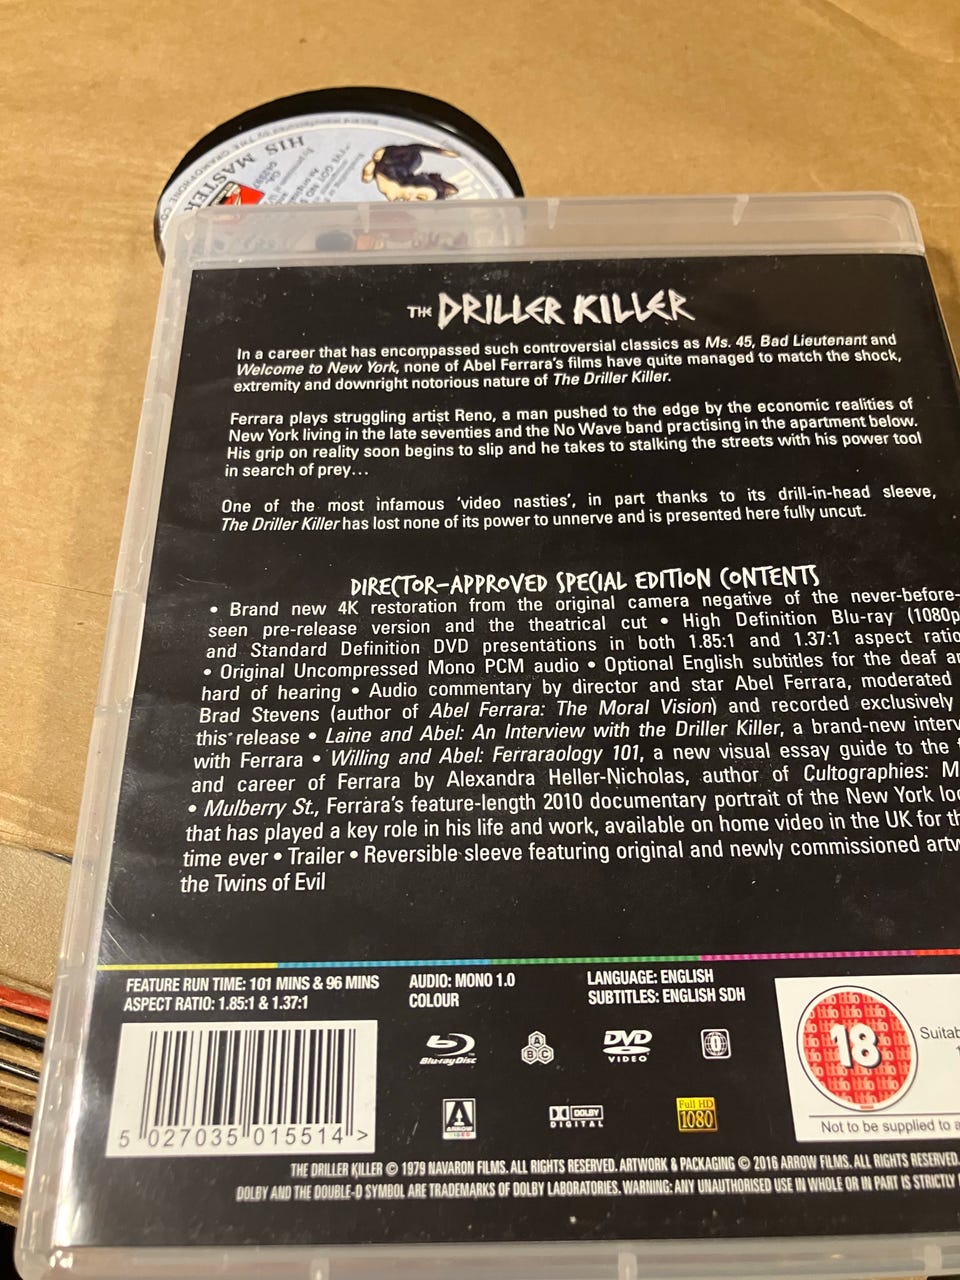 HIS MASTER
THE DRILLER KILLER
In a career that has encompassed such controversial classics as Ms. 45, Bad Lieutenant and
Welcome to New York, none of Abel Ferrara's films have quite managed to match the shock,
extremity and downright notorious nature of The Driller Killer.
Ferrara plays struggling artist Reno, a man pushed to the edge by the economic realities of
New York living in the late seventies and the No Wave band practising in the apartment below.
His grip on reality soon begins to slip and he takes to stalking the streets with his power tool
in search of prey...
One of the most infamous 'video nasties', in part thanks to its drill-in-head sleeve,
The Driller Killer has lost none of its power to unnerve and is presented here fully uncut.
DIRECTOR-APPROVED SPECIAL EDITION CONTENTS
• Brand new 4K restoration from the original camera negative of the never-before-
seen pre-release version and the theatrical cut • High Definition Blu-ray (1080p
and Standard Definition DVD presentations in both 1.85:1 and 1.37:1 aspect ratio
• Original Uncompressed Mono PCM audio • Optional English subtitles for the deaf a
hard of hearing • Audio commentary by director and star Abel Ferrara, moderated
Brad Stevens (author of Abel Ferrara: The Moral Vision) and recorded exclusively
this release • Laine and Abel: An Interview with the Driller Killer, a brand-new interv
with Ferrara • Willing and Abel: Ferraraology 101, a new visual essay guide to the f
and career of Ferrara by Alexandra Heller-Nicholas, author of Cultographies: M
• Mulberry St., Ferrara's feature-length 2010 documentary portrait of the New York loc
that has played a key role in his life and work, available on home video in the UK for th
time ever • Trailer • Reversible sleeve featuring original and newly commissioned artw
the Twins of Evil
FEATURE RUN TIME: 101 MINS & 96 MINS
ASPECT RATIO: 1.85:1 & 1.37:1
AUDIO: MONO 1.0
COLOUR
LANGUAGE: ENGLISH
SUBTITLES: ENGLISH SDH
Blu-ray Disc
A
B C
DVD
VIDEO
0
18
Suitab
1
Not to be supplied to a
ARROW
VIDEO
DOLBY
DIGITAL
Full HD
1080
5 027035 015514 >
THE DRILLER KILLER © 1979 NAVARON FILMS. ALL RIGHTS RESERVED. ARTWORK & PACKAGING © 2016 ARROW FILMS. ALL RIGHTS RESERVED.
DOLBY AND THE DOUBLE-D SYMBOL ARE TRADEMARKS OF DOLBY LABORATORIES. WARNING: ANY UNAUTHORISED USE IN WHOLE OR IN PART IS STRICTLY